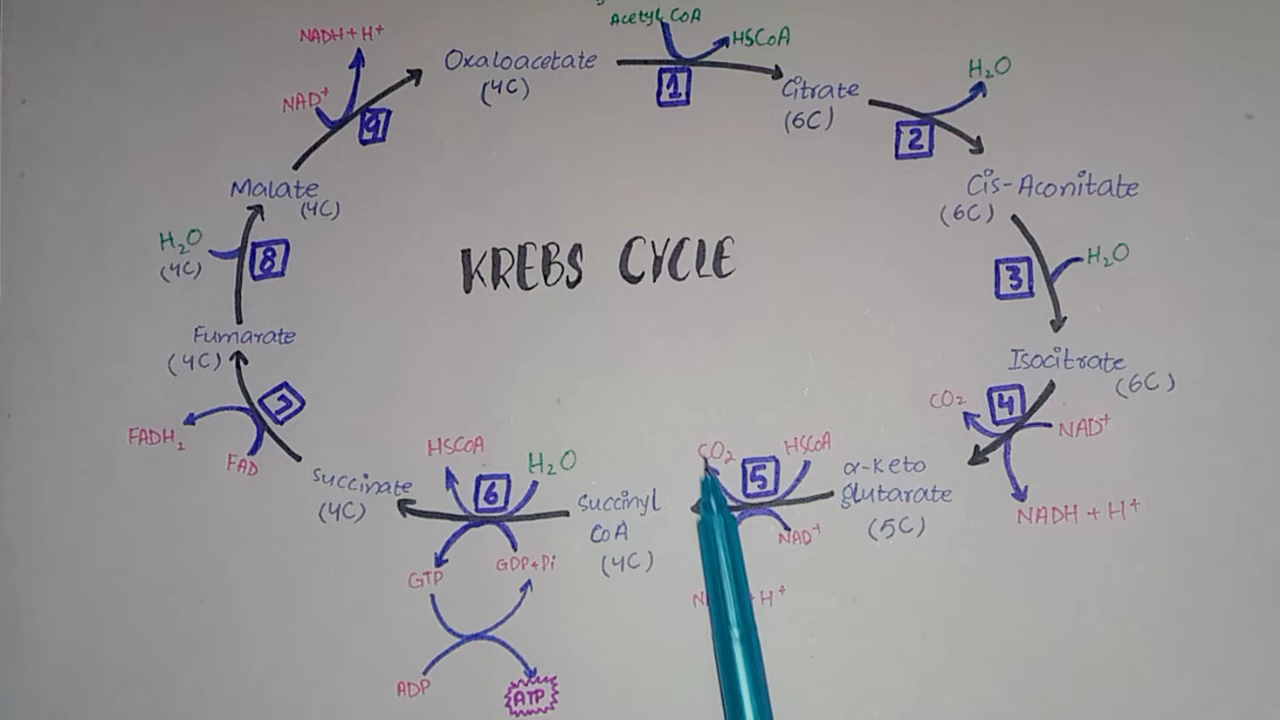 Acetyl CoA
HSCoA
NADH + H+
Oxaloacetate
(4C)
1
Citrate
(6C)
H₂O
2
NAD+
9
Malate
(4C)
Cis-Aconitate
(6C)
H₂O
(4C)
8
KREBS CYCLE
3
H₂O
Fumarate
(4C)
Isocitrate
(6C)
7
FADH₂
FAD
CO₂
4
NAD+
NADH + H+
Succinate
(4C)
HSCoA
6
H₂O
Succinyl
CoA
(4C)
CO₂
5
HSCoA
NAD+
H+
α-Keto
glutarate
(5C)
GTP
GDP+Pi
ADP
ATP